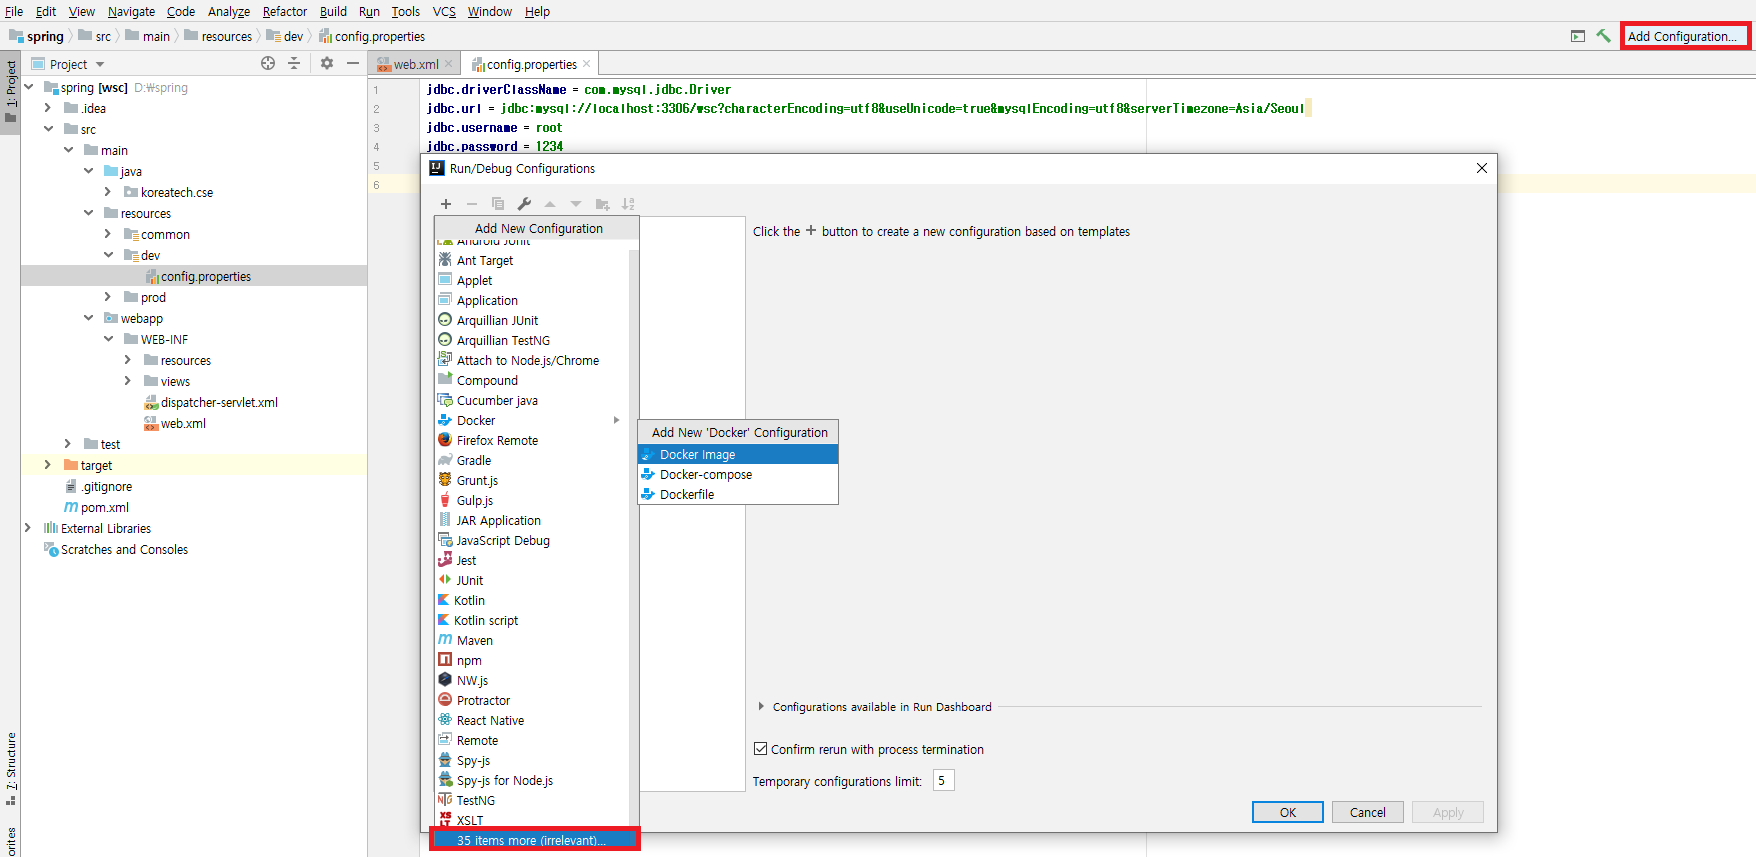 File Edit View Navigate Code Analyze Refactor Build Run Tools VCS Window Help
spring src main resources dev config.properties
Add Configuration...
1: Project
7: Structure
orites
Project
spring [wsc] D:₩spring
.idea
src
main
java
koreatech.cse
resources
common
dev
config.properties
prod
webapp
WEB-INF
resources
views
dispatcher-servlet.xml
web.xml
test
target
.gitignore
pom.xml
External Libraries
Scratches and Consoles
web.xml config.properties
1 jdbc.driverClassName = com.mysql.jdbc.Driver
2 jdbc.url = jdbc:mysql://localhost:3306/wsc?characterEncoding=utf8&useUnicode=true&mysqlEncoding=utf8&serverTimezone=Asia/Seoul
3 jdbc.username = root
4 jdbc.password = 1234
5
6
Run/Debug Configurations
Add New Configuration
Android JUnit
Ant Target
Applet
Application
Arquillian JUnit
Arquillian TestNG
Attach to Node.js/Chrome
Compound
Cucumber java
Docker
Firefox Remote
Gradle
Grunt.js
Gulp.js
JAR Application
JavaScript Debug
Jest
JUnit
Kotlin
Kotlin script
Maven
npm
NW.js
Protractor
React Native
Remote
Spy-js
Spy-js for Node.js
TestNG
XSLT
35 items more (irrelevant)...
Add New 'Docker' Configuration
Docker Image
Docker-compose
Dockerfile
Click the + button to create a new configuration based on templates
Configurations available in Run Dashboard
Confirm rerun with process termination
Temporary configurations limit: 5
OK Cancel Apply